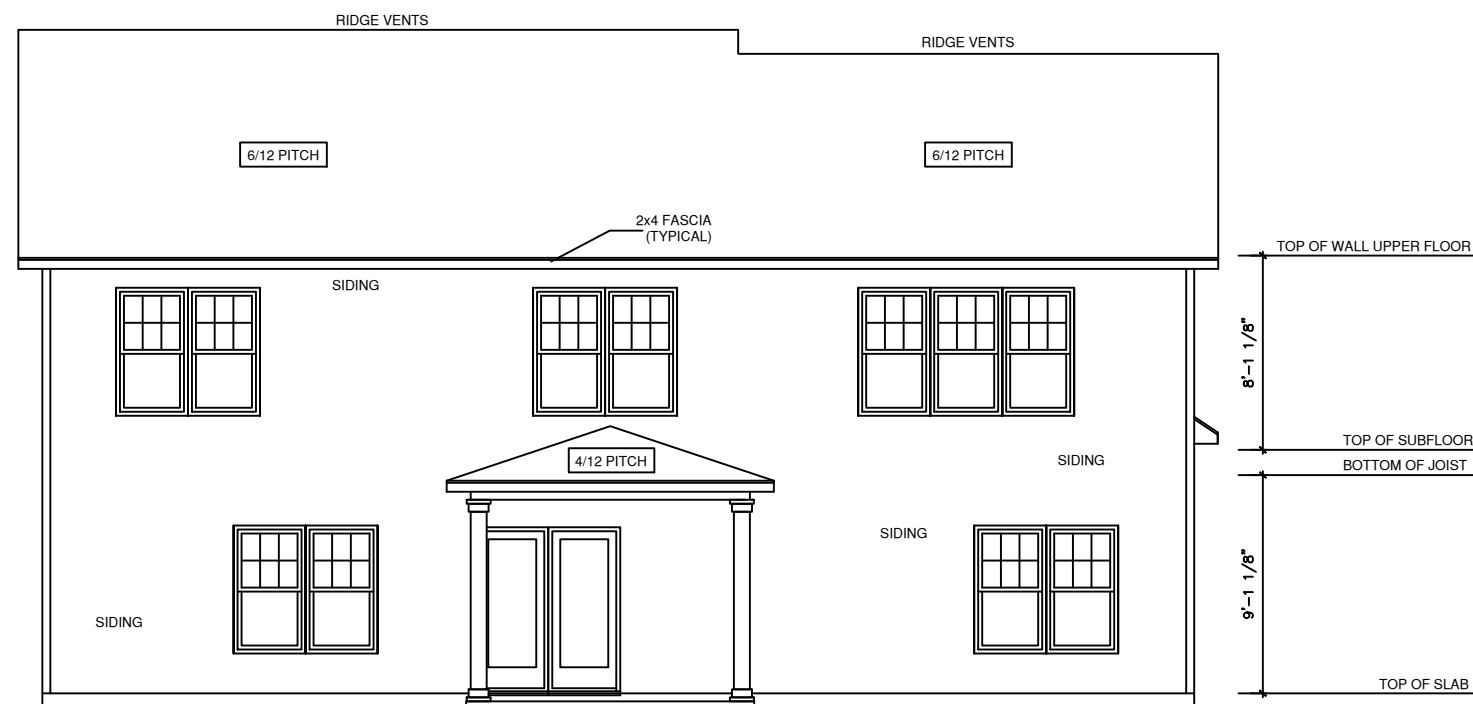 RIDGE VENTS
RIDGE VENTS
6/12 PITCH
6/12 PITCH
2x4 FASCIA
(TYPICAL)
TOP OF WALL UPPER FLOOR
SIDING
8'-1 1/8"
TOP OF SUBFLOOR
4/12 PITCH
SIDING
BOTTOM OF JOIST
SIDING
9'-1 1/8"
SIDING
TOP OF SLAB